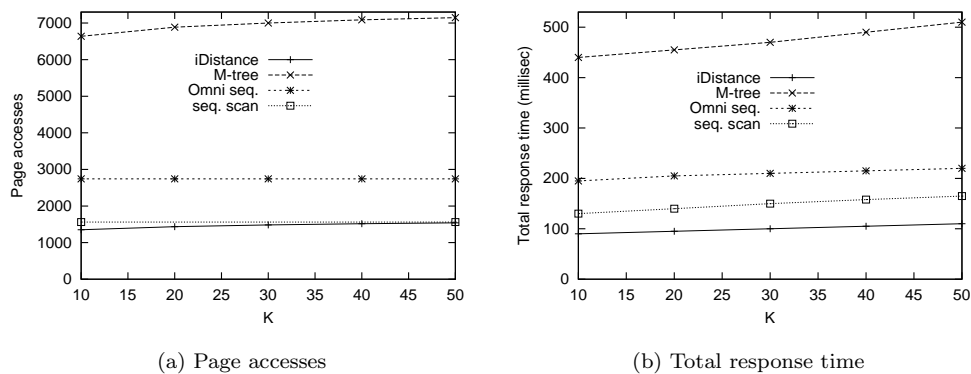 7000
6000
5000
4000
3000
2000
1000
0
Page accesses
iDistance
M-tree
Omni seq.
seq. scan
10 15 20 25 30 35 40 45 50
K
(a) Page accesses
500
400
300
200
100
0
Total response time (millisec)
iDistance
M-tree
Omni seq.
seq. scan
10 15 20 25 30 35 40 45 50
K
(b) Total response time